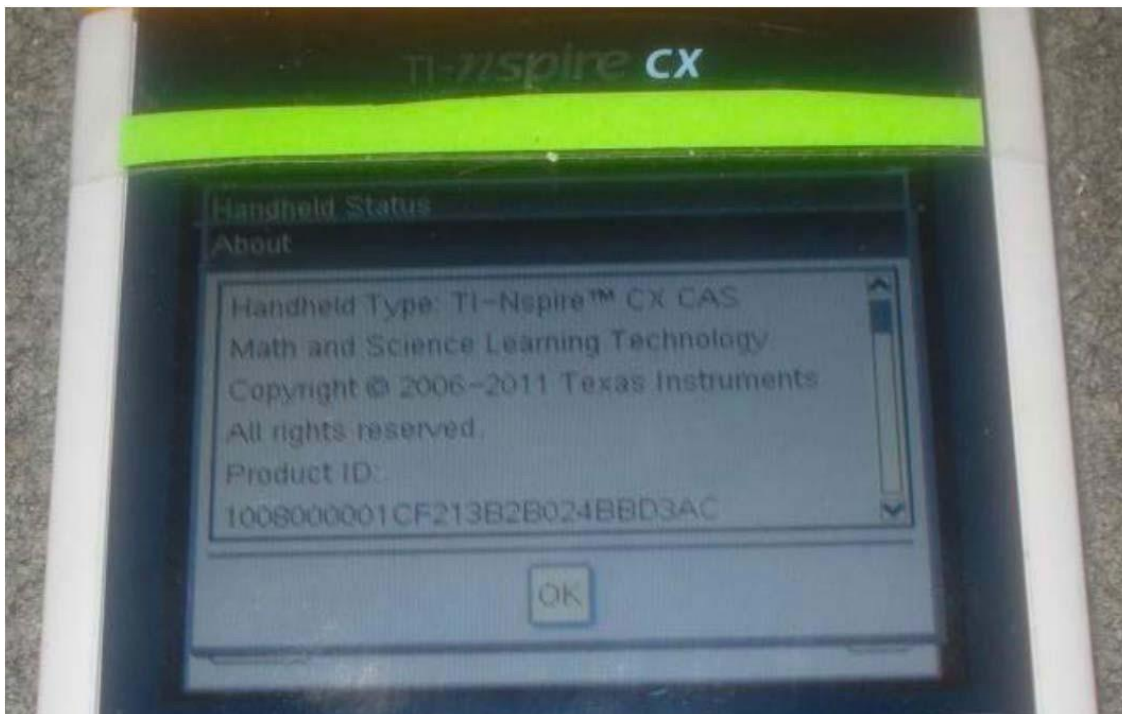 TI-nspire CX
Handheld Status
About
Handheld Type: TI-Nspire™ CX CAS
Math and Science Learning Technology
Copyright © 2006-2011 Texas Instruments
All rights reserved.
Product ID:
1008000001CF213B2B024BBD3AC
OK